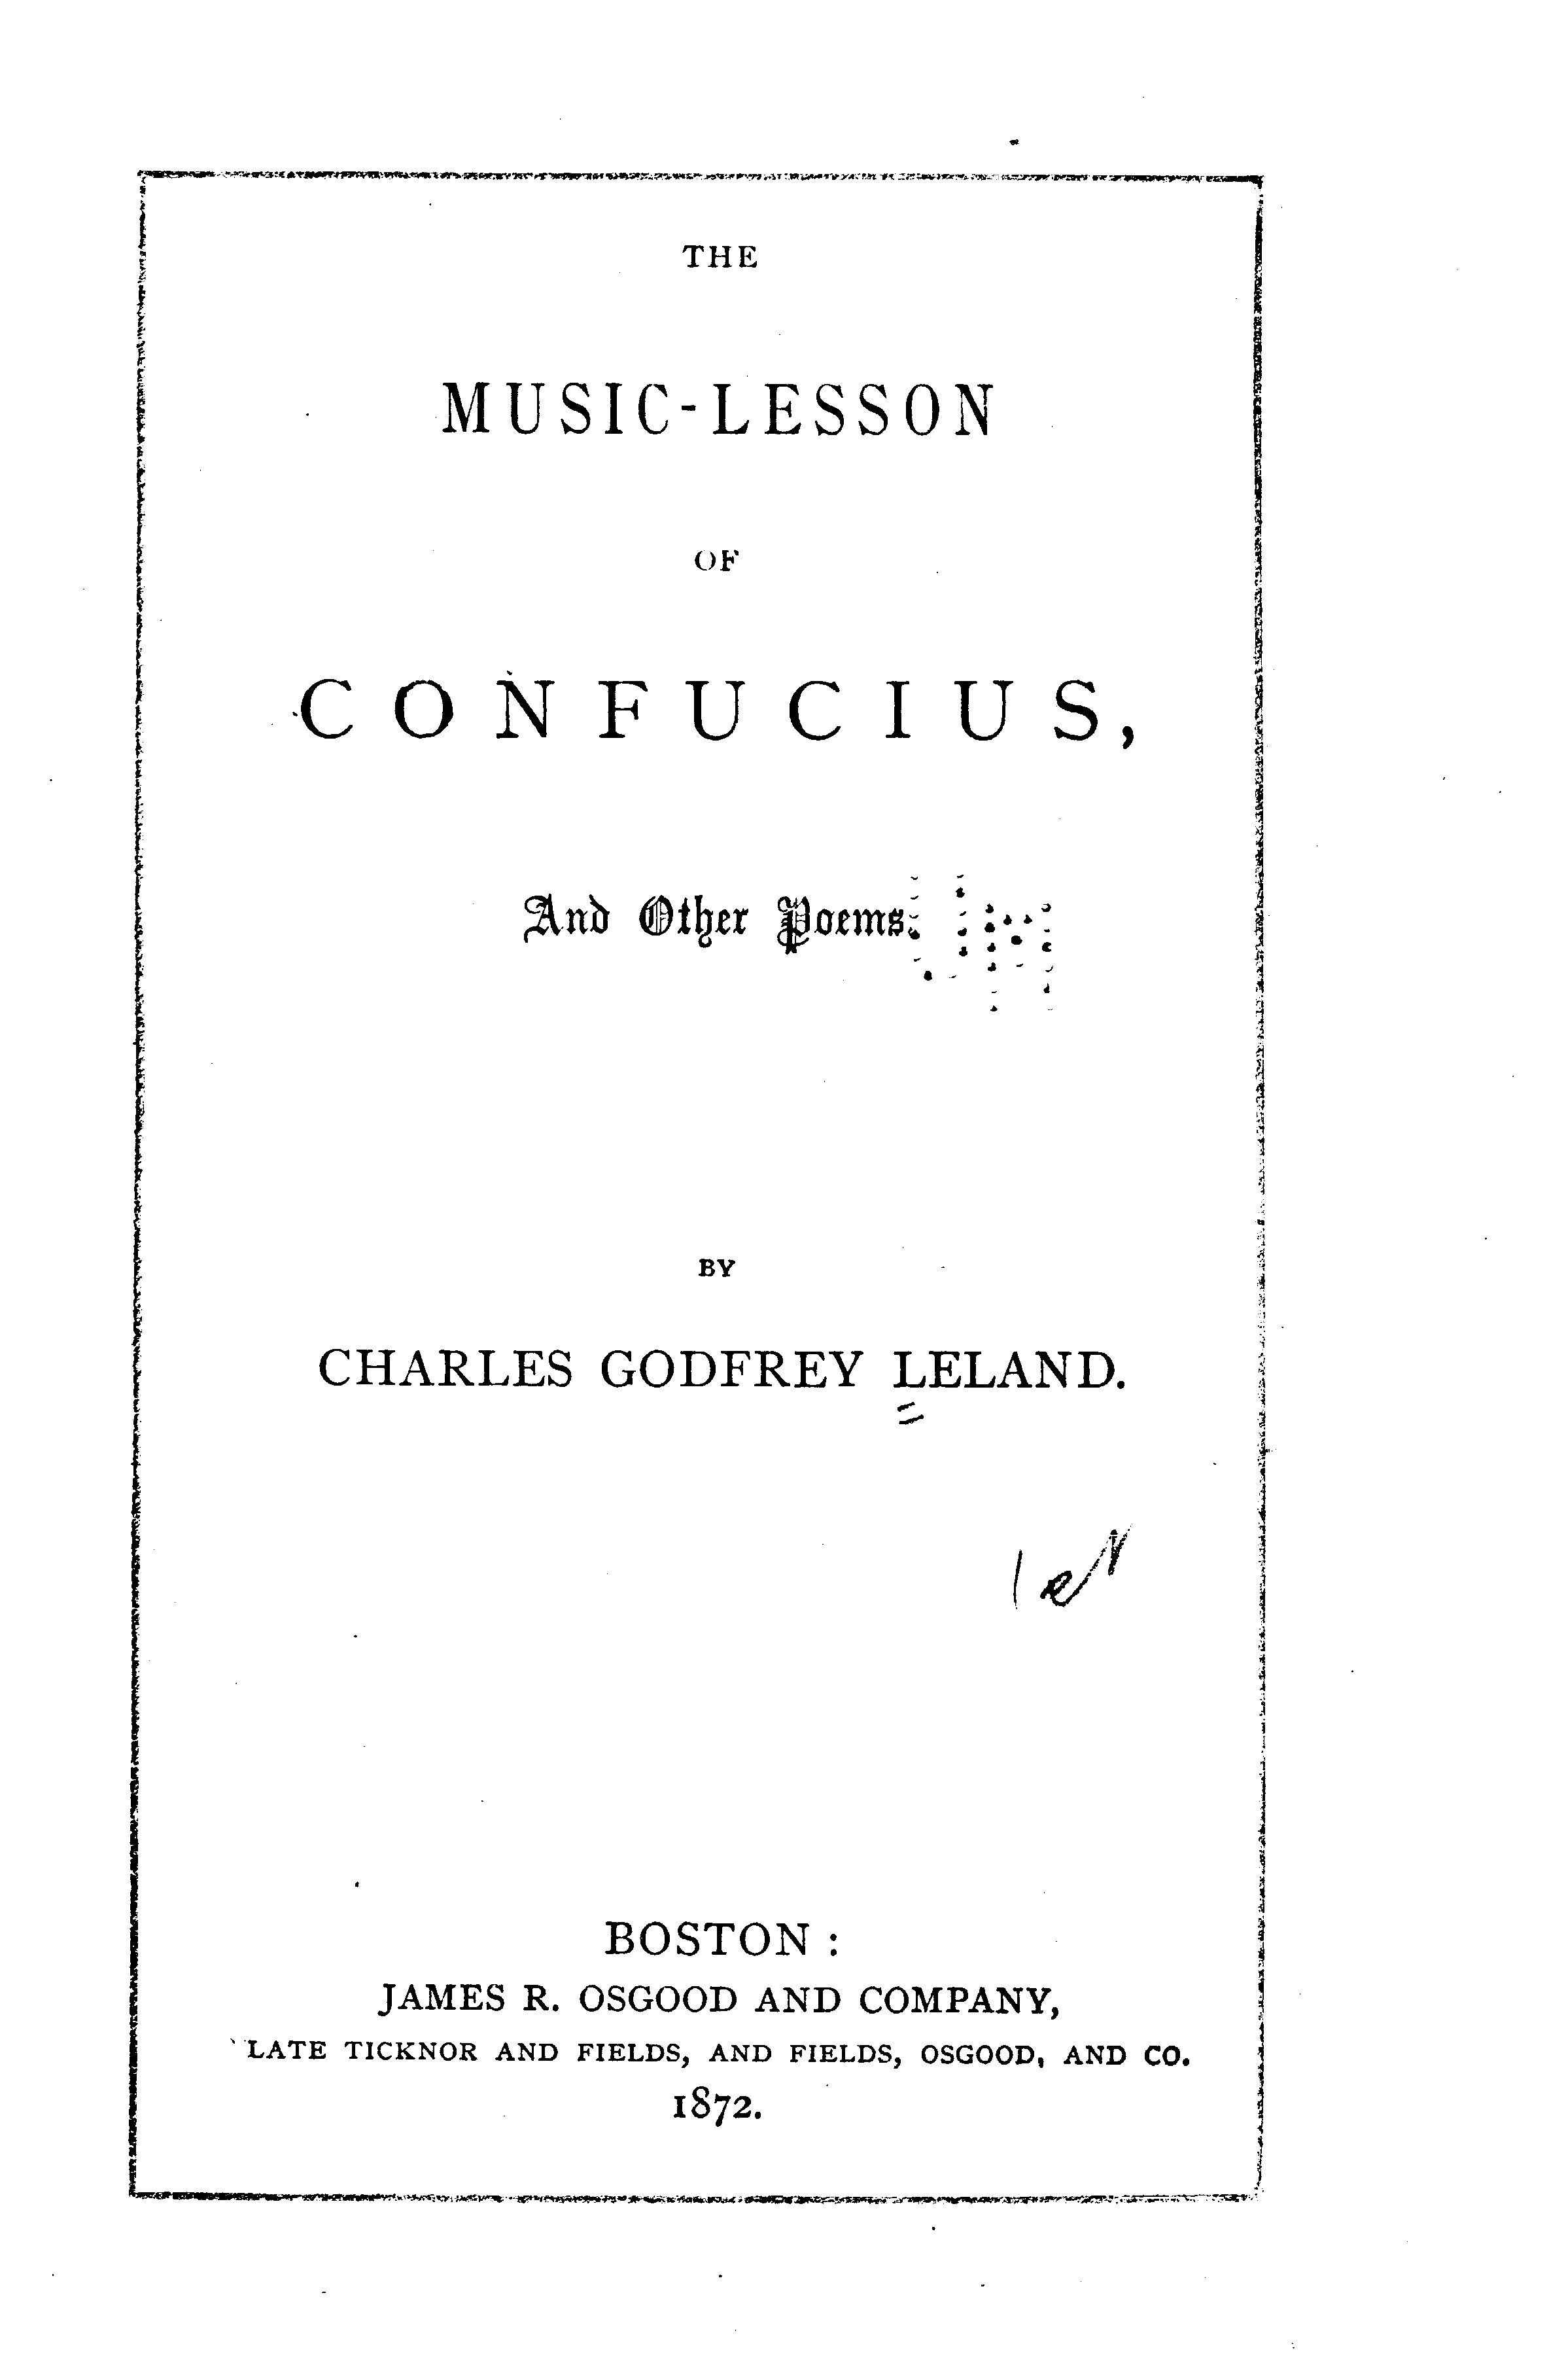 THE
MUSIC-LESSON
OF
CONFUCIUS,
And Other Poems.
BY
CHARLES GODFREY LELAND.
BOSTON :
JAMES R. OSGOOD AND COMPANY,
LATE TICKNOR AND FIELDS, AND FIELDS, OSGOOD, AND CO.
1872.